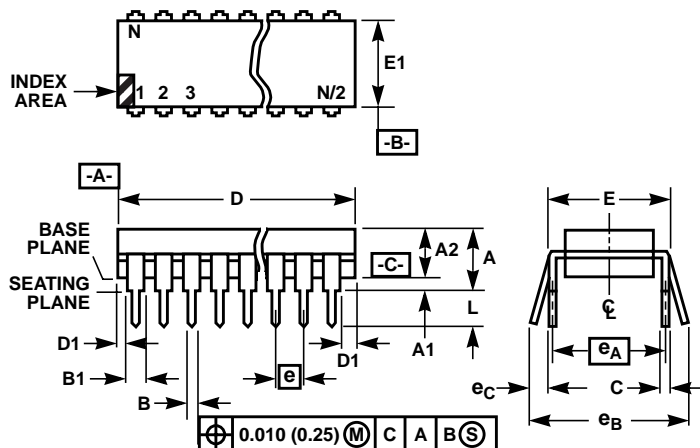 N
E1
INDEX
AREA
1 2 3 N/2
-B-
-A-
D
E
BASE
PLANE
A2
A
-C-
SEATING
PLANE
L
CL
D1
D1
A1
eA
B1
e
eC
C
B
eB
0.010 (0.25) M C A B S